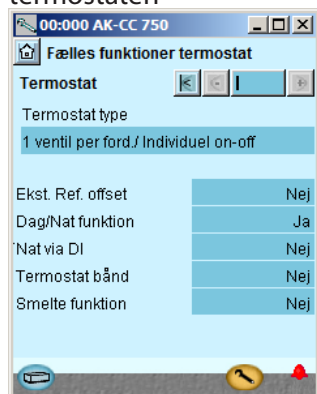 termostaten
00:000 AK-CC 750
Fælles funktioner termostat
Termostat
Termostat type
1 ventil per ford./ Individuel on-off
Ekst. Ref. offset Nej
Dag/Nat funktion Ja
Nat via DI Nej
Termostat bånd Nej
Smelte funktion Nej